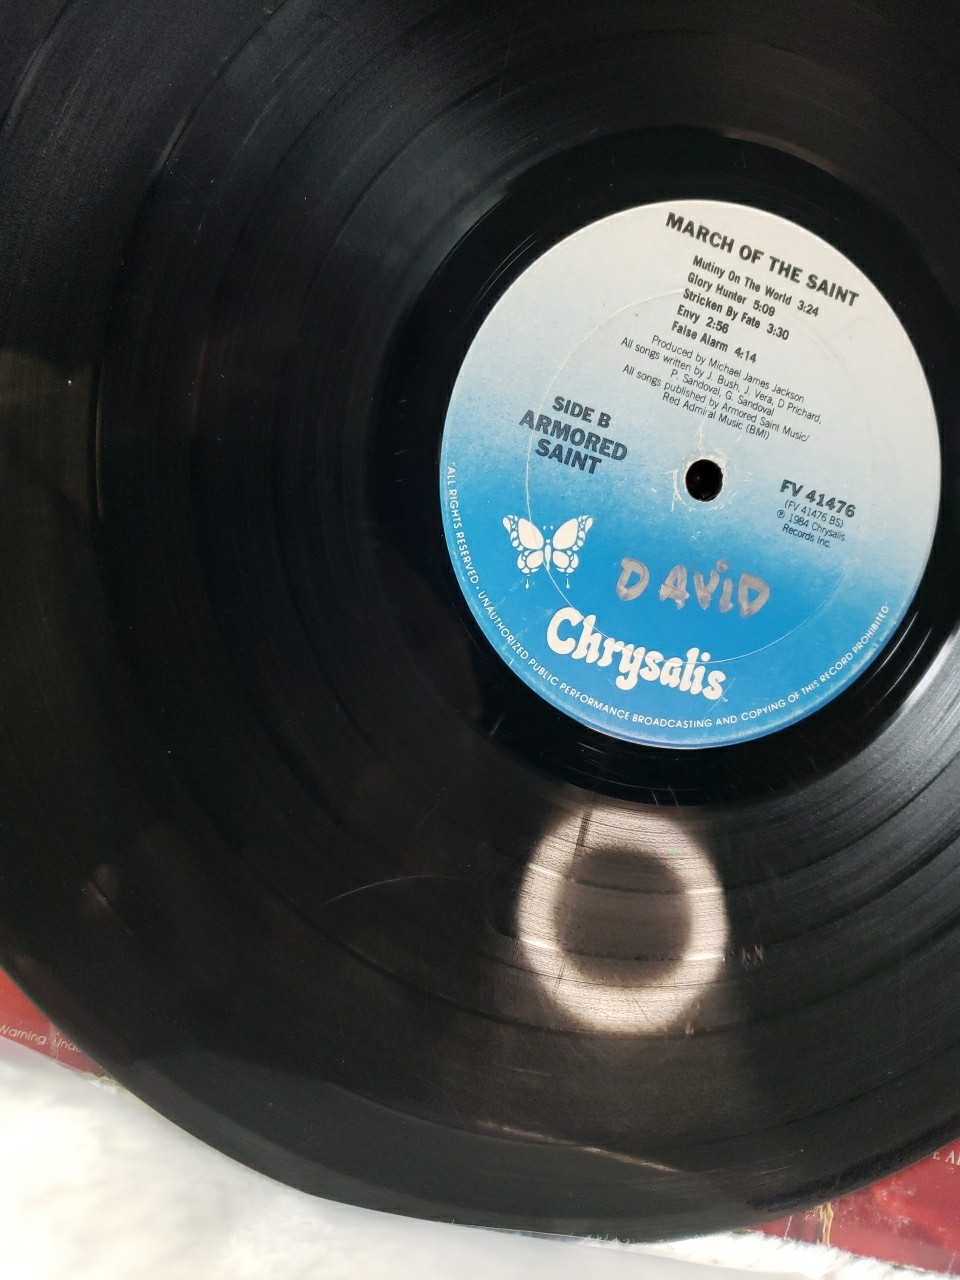 MARCH OF THE SAINT
Mutiny On The World 3:24
Glory Hunter 5:09
Stricken By Fate 3:30
Envy 2:56
False Alarm 4:14
Produced by Michael James Jackson
All songs written by J. Bush, J. Vera, D Prichard,
P. Sandoval, G. Sandoval
All songs published by Armored Saint Music/
Red Admiral Music (BMI)
SIDE B
ARMORED
SAINT
FV 41476
(FV 41476 BS)
℗ 1984 Chrysalis
Records, Inc.
DAViD
Chrysalis
ALL RIGHTS RESERVED · UNAUTHORIZED PUBLIC PERFORMANCE BROADCASTING AND COPYING OF THIS RECORD PROHIBITED
Warning: